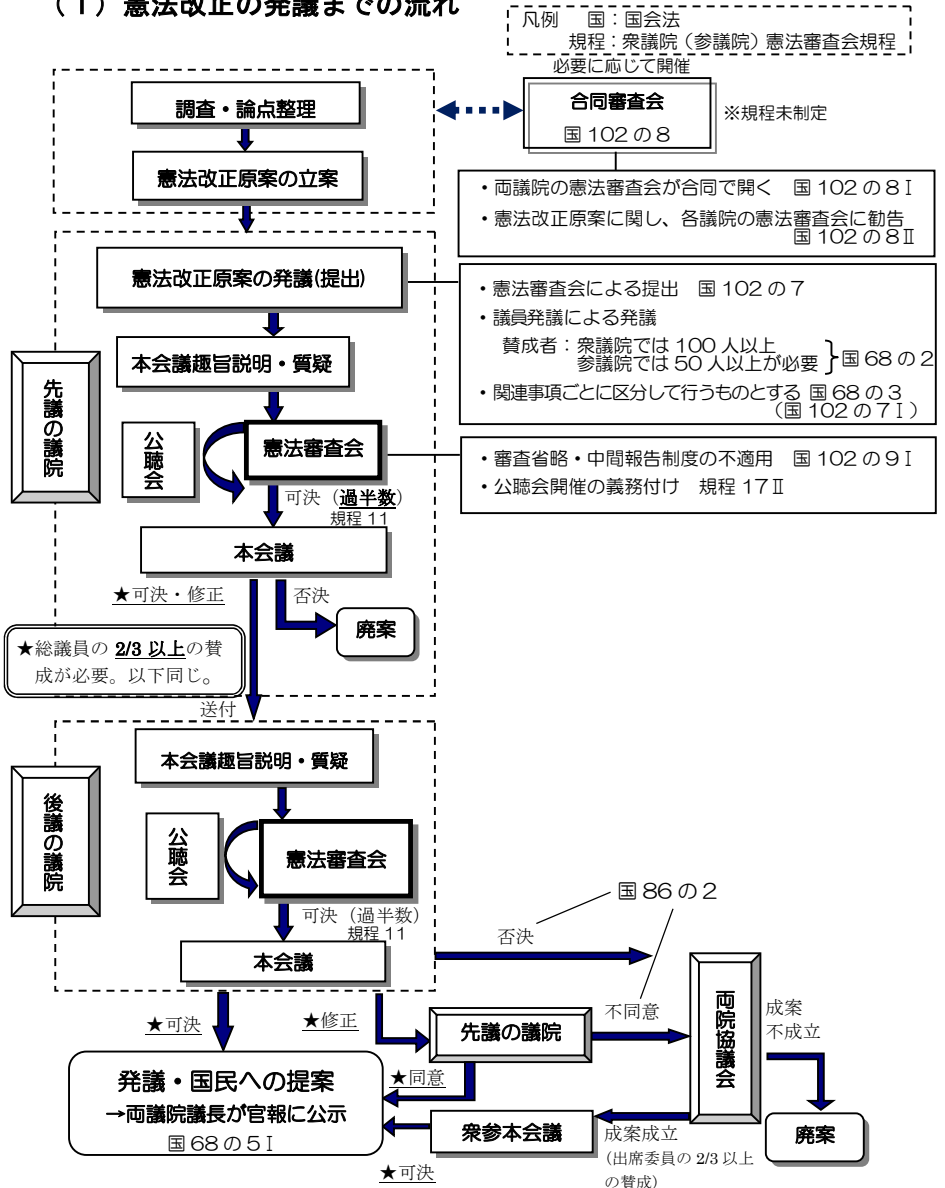 （１）憲法改正の発議までの流れ
凡例　国：国会法
規程：衆議院（参議院）憲法審査会規程
必要に応じて開催
調査・論点整理
憲法改正原案の立案
合同審査会
国 102 の 8
※規程未制定
・両議院の憲法審査会が合同で開く　国 102 の 8Ⅰ
・憲法改正原案に関し、各議院の憲法審査会に勧告
国 102 の 8Ⅱ
先議の議院
憲法改正原案の発議(提出)
・憲法審査会による提出　国 102 の 7
・議員発議による発議
賛成者：衆議院では 100 人以上
参議院では 50 人以上が必要
国 68 の 2
・関連事項ごとに区分して行うものとする 国 68 の 3
（国 102 の 7Ⅰ）
本会議趣旨説明・質疑
公聴会
憲法審査会
・審査省略・中間報告制度の不適用　国 102 の 9Ⅰ
・公聴会開催の義務付け　規程 17Ⅱ
可決（過半数）
規程 11
本会議
★可決・修正
否決
廃案
★総議員の 2/3 以上の賛
成が必要。以下同じ。
送付
後議の議院
本会議趣旨説明・質疑
公聴会
憲法審査会
可決（過半数）
規程 11
本会議
国 86 の 2
否決
★可決
★修正
先議の議院
不同意
両院協議会
成案
不成立
廃案
★同意
発議・国民への提案
→両議院議長が官報に公示
国 68 の 5Ⅰ
衆参本会議
成案成立
（出席委員の 2/3 以上
の賛成）
★可決